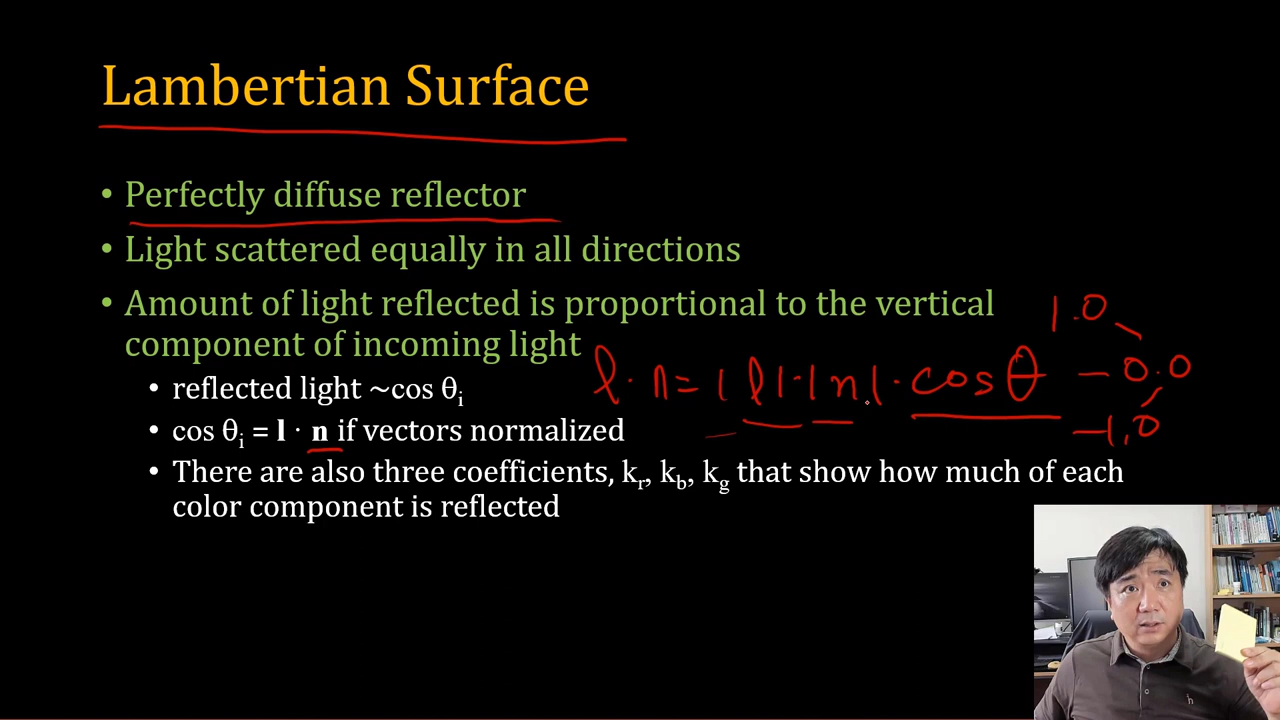 Lambertian Surface
• Perfectly diffuse reflector
• Light scattered equally in all directions
• Amount of light reflected is proportional to the vertical
component of incoming light
• reflected light ~cos θi
• cos θi = l · n if vectors normalized
• There are also three coefficients, kr, kb, kg that show how much of each
color component is reflected
l · n = |l| · |n| · cos θ
1.0
0.0
-1.0